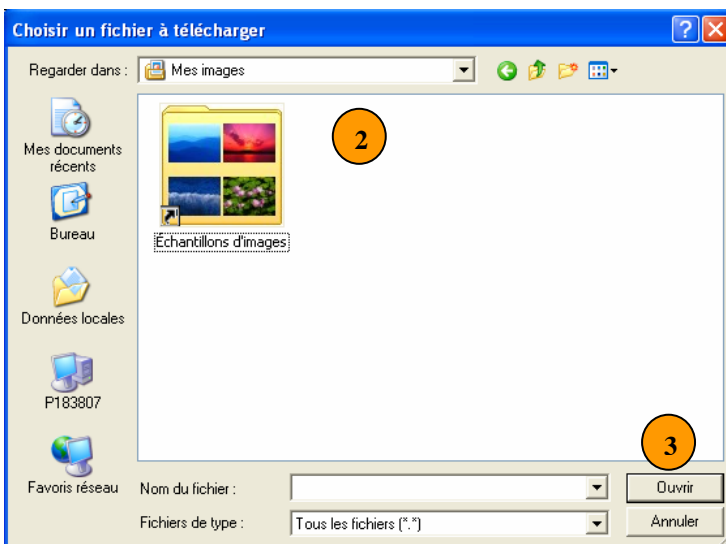 Choisir un fichier à télécharger
Regarder dans :
Mes images
2
Mes documents
récents
Bureau
Échantillons d'images
Données locales
P183807
3
Favoris réseau
Nom du fichier :
Ouvrir
Fichiers de type :
Tous les fichiers (*.*)
Annuler